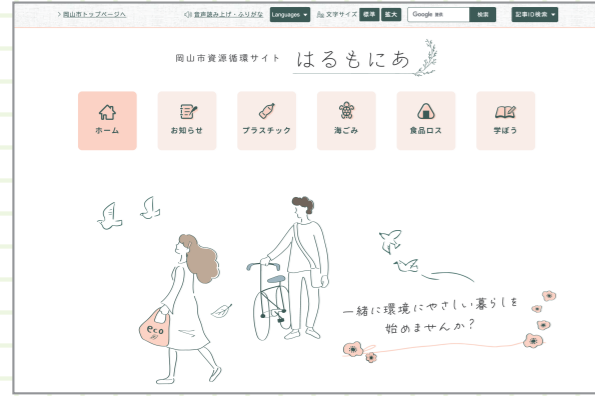 > 岡山市トップページへ 音声読み上げ・ふりがな Languages ▼ 文字サイズ 標準 拡大 Google 検索 記事ID検索 ▼
岡山市資源循環サイト はるもにあ
ホーム お知らせ プラスチック 海ごみ 食品ロス 学ぼう
eco
一緒に環境にやさしい暮らしを
始めませんか?